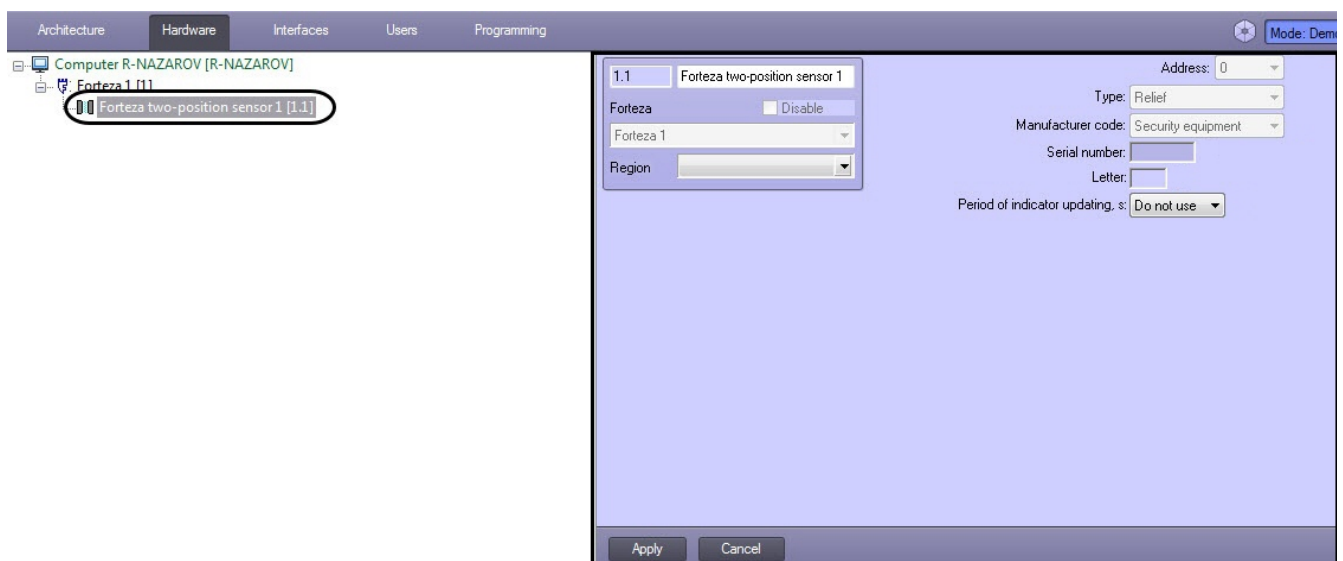 Architecture Hardware Interfaces Users Programming
Mode: Demo
Computer R-NAZAROV [R-NAZAROV]
Forteza 1 [1]
Forteza two-position sensor 1 [1.1]
1.1 Forteza two-position sensor 1
Forteza Disable
Forteza 1
Region
Address: 0
Type: Relief
Manufacturer code: Security equipment
Serial number:
Letter:
Period of indicator updating, s: Do not use
Apply Cancel